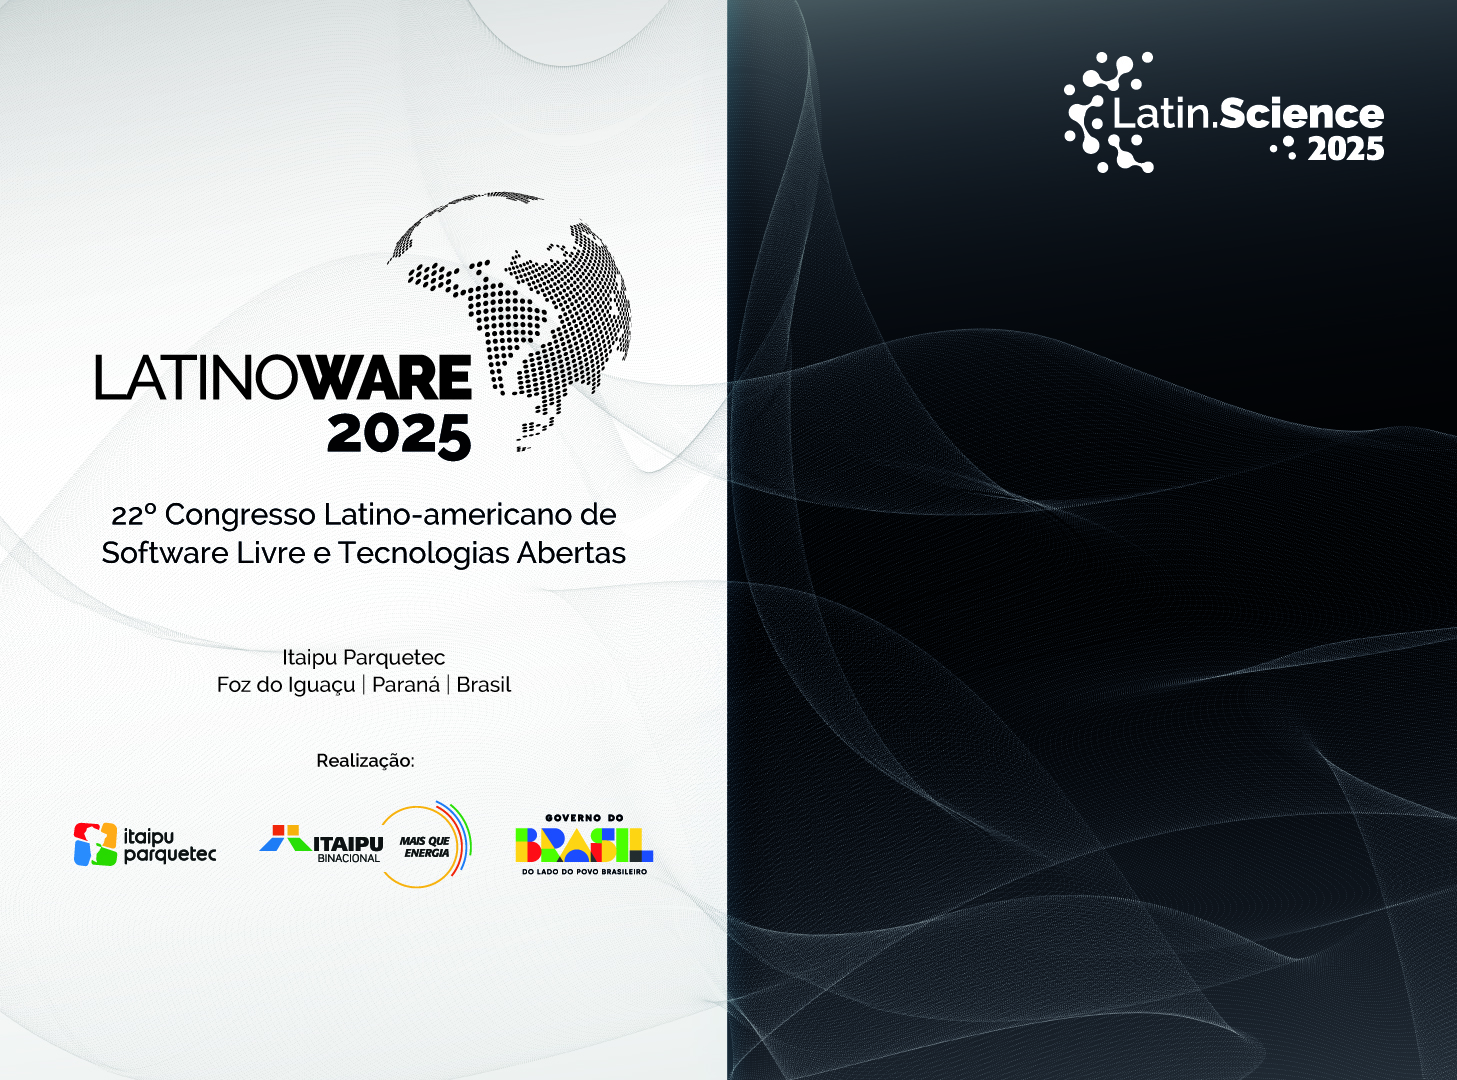 Latin.Science
2025
LATINOWARE
2025
22º Congresso Latino-americano de
Software Livre e Tecnologias Abertas
Itaipu Parquetec
Foz do Iguaçu | Paraná | Brasil
Realização:
itaipu
parquetec
ITAIPU
BINACIONAL
MAIS QUE
ENERGIA
GOVERNO DO
BRASIL
DO LADO DO POVO BRASILEIRO